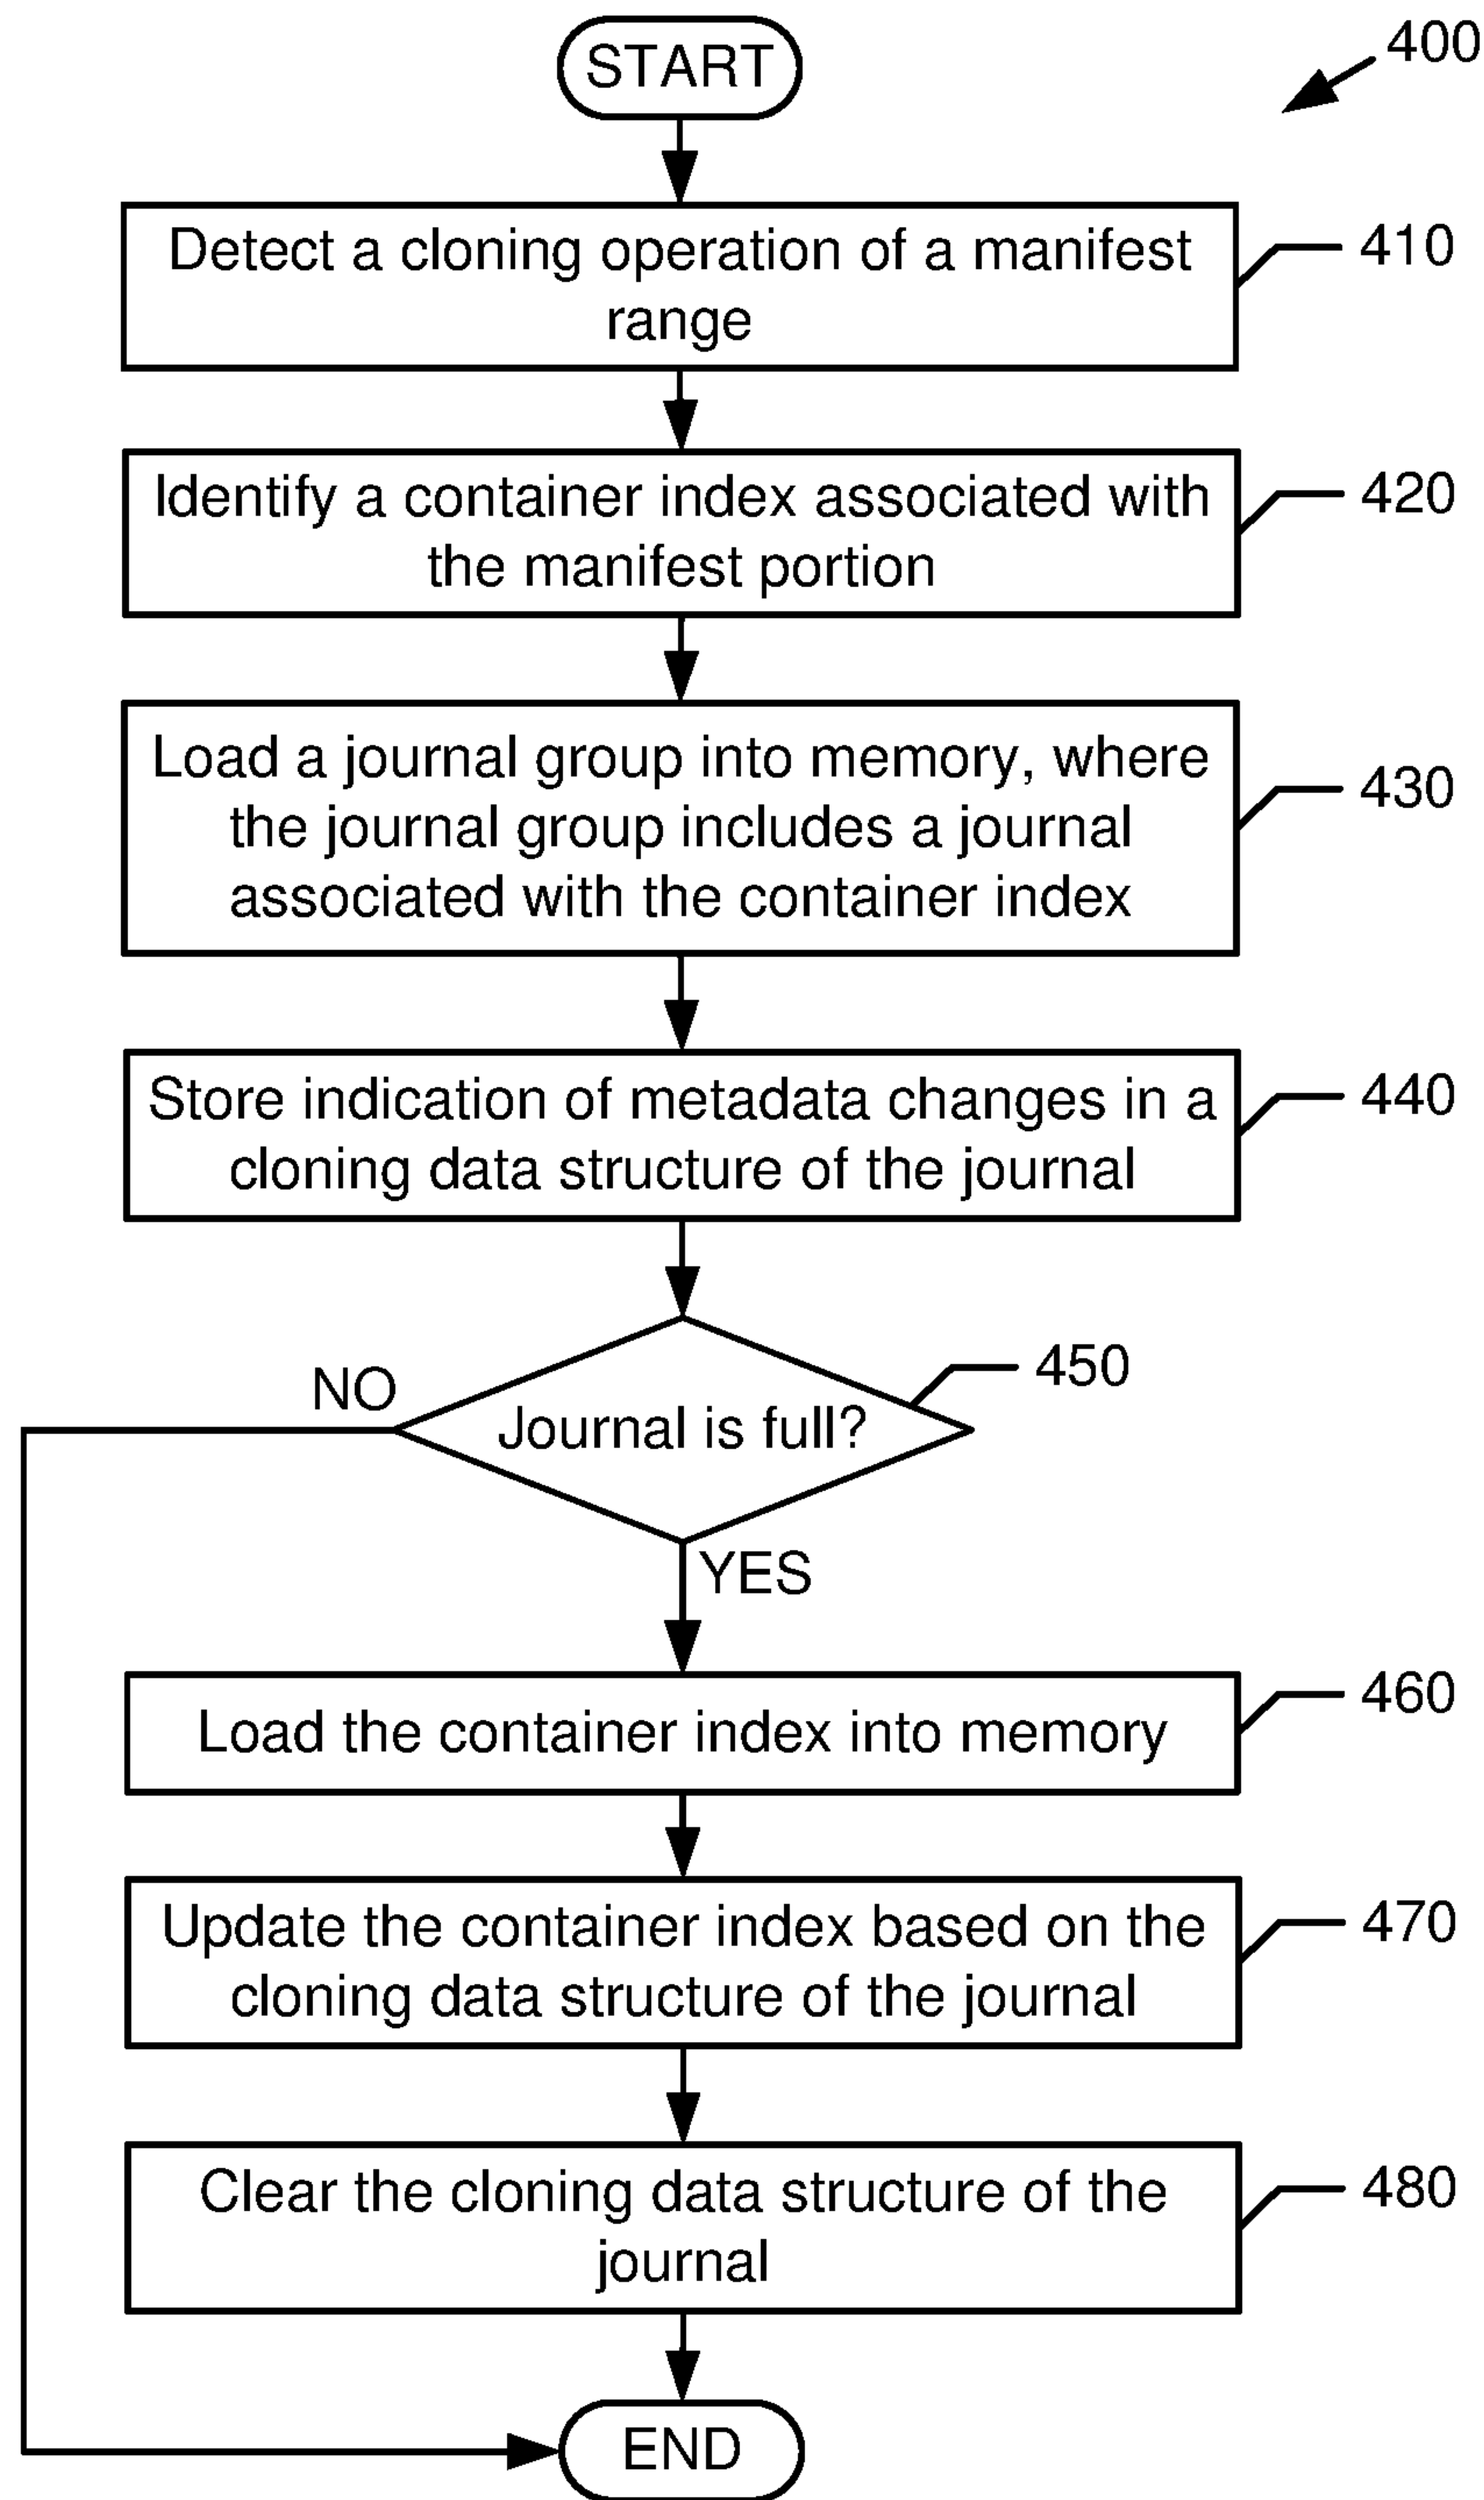 START
400
Detect a cloning operation of a manifest
range
410
Identify a container index associated with
the manifest portion
420
Load a journal group into memory, where
the journal group includes a journal
associated with the container index
430
Store indication of metadata changes in a
cloning data structure of the journal
440
Journal is full?
450
NO
YES
Load the container index into memory
460
Update the container index based on the
cloning data structure of the journal
470
Clear the cloning data structure of the
journal
480
END